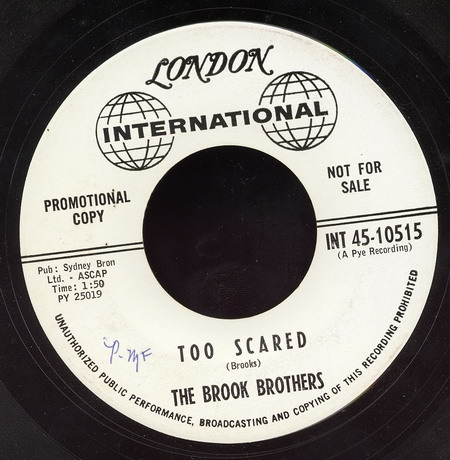 LONDON
INTERNATIONAL
PROMOTIONAL
COPY
NOT FOR
SALE
INT 45-10515
(A Pye Recording)
Pub: Sydney Bron
Ltd. - ASCAP
Time: 1:50
PY 25019
TOO SCARED
(Brooks)
THE BROOK BROTHERS
UNAUTHORIZED PUBLIC PERFORMANCE, BROADCASTING AND COPYING OF THIS RECORDING PROHIBITED